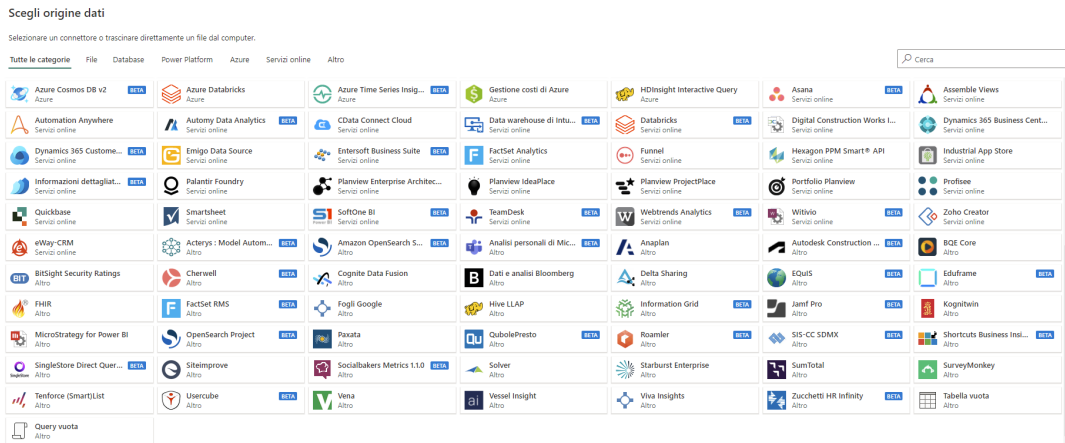 Scegli origine dati
Selezionare un connettore o trascinare direttamente un file dal computer.
Tutte le categorie File Database Power Platform Azure Servizi online Altro
Cerca
Azure Cosmos DB v2 BETA
Azure
Azure Databricks
Azure
Azure Time Series Insig... BETA
Azure
Gestione costi di Azure
Azure
HDInsight Interactive Query
Azure
Asana BETA
Servizi online
Assemble Views
Servizi online
Automation Anywhere
Servizi online
Automy Data Analytics BETA
Servizi online
CData Connect Cloud
Servizi online
Data warehouse di Intu... BETA
Servizi online
Databricks BETA
Servizi online
Digital Construction Works I...
Servizi online
Dynamics 365 Business Cent...
Servizi online
Dynamics 365 Custome... BETA
Servizi online
Emigo Data Source
Servizi online
Entersoft Business Suite BETA
Servizi online
FactSet Analytics
Servizi online
Funnel
Servizi online
Hexagon PPM Smart® API
Servizi online
Industrial App Store
Servizi online
Informazioni dettagliat... BETA
Servizi online
Palantir Foundry
Servizi online
Planview Enterprise Architec...
Servizi online
Planview IdeaPlace
Servizi online
Planview ProjectPlace
Servizi online
Portfolio Planview
Servizi online
Profisee
Servizi online
Quickbase
Servizi online
Smartsheet
Servizi online
SoftOne BI BETA
Servizi online
TeamDesk BETA
Servizi online
Webtrends Analytics BETA
Servizi online
Witivio BETA
Servizi online
Zoho Creator
Servizi online
eWay-CRM
Servizi online
Acterys : Model Autom... BETA
Altro
Amazon OpenSearch S... BETA
Altro
Analisi personali di Mic... BETA
Altro
Anaplan
Altro
Autodesk Construction ... BETA
Altro
BQE Core
Altro
BIT
BitSight Security Ratings
Altro
Cherwell BETA
Altro
Cognite Data Fusion
Altro
B
Dati e analisi Bloomberg
Altro
Delta Sharing
Altro
EQuIS BETA
Altro
Eduframe BETA
Altro
FHIR
Altro
F
FactSet RMS BETA
Altro
Fogli Google
Altro
Hive LLAP
Altro
Information Grid BETA
Altro
Jamf Pro BETA
Altro
Kognitwin
Altro
MicroStrategy for Power BI
Altro
OpenSearch Project BETA
Altro
Paxata
Altro
Qu
QubolePresto BETA
Altro
Roamler BETA
Altro
SIS-CC SDMX BETA
Altro
Shortcuts Business Insi... BETA
Altro
SingleStore Direct Quer... BETA
Altro
Siteimprove
Altro
Socialbakers Metrics 1.1.0 BETA
Altro
Solver
Altro
Starburst Enterprise
Altro
SumTotal
Altro
SurveyMonkey
Altro
Tenforce (Smart)List
Altro
Usercube BETA
Altro
Vena
Altro
ai
Vessel Insight
Altro
Viva Insights
Altro
Zucchetti HR Infinity BETA
Altro
Tabella vuota
Altro
Query vuota
Altro